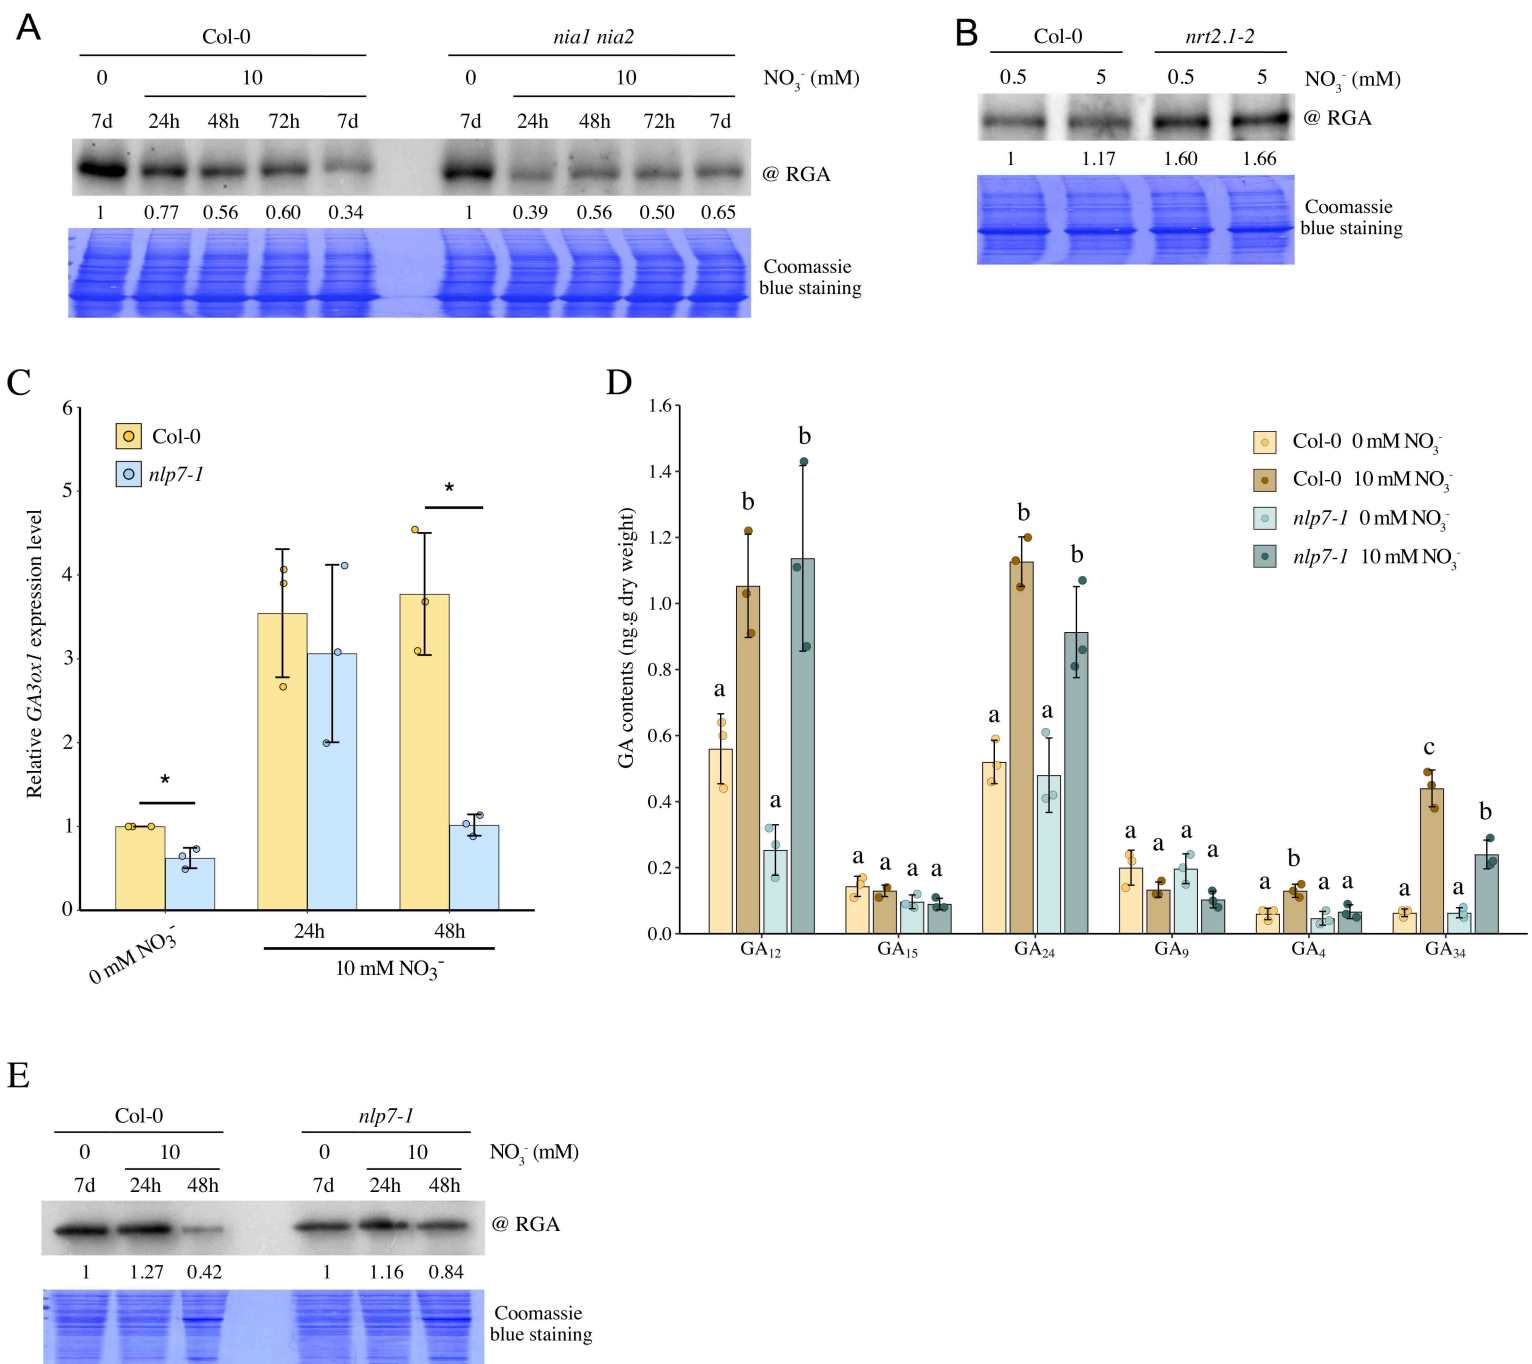 A
Col-0 nia1 nia2
0 10 0 10 NO₃⁻ (mM)
7d 24h 48h 72h 7d 7d 24h 48h 72h 7d
@ RGA
1 0.77 0.56 0.60 0.34 1 0.39 0.56 0.50 0.65
Coomassie
blue staining
B
Col-0 nrt2.1-2
0.5 5 0.5 5 NO₃⁻ (mM)
@ RGA
1 1.17 1.60 1.66
Coomassie
blue staining
C
Relative GA3ox1 expression level
6
5
4
3
2
1
0
Col-0
nlp7-1
*
*
0 mM NO₃⁻
24h 48h
10 mM NO₃⁻
D
GA contents (ng.g dry weight)
1.6
1.4
1.2
1.0
0.8
0.6
0.4
0.2
0.0
Col-0 0 mM NO₃⁻
Col-0 10 mM NO₃⁻
nlp7-1 0 mM NO₃⁻
nlp7-1 10 mM NO₃⁻
a b a b
a a a a
a b a b
a a a a
a b a a
a c a b
GA₁₂ GA₁₅ GA₂₄ GA₉ GA₄ GA₃₄
E
Col-0 nlp7-1
0 10 0 10 NO₃⁻ (mM)
7d 24h 48h 7d 24h 48h
@ RGA
1 1.27 0.42 1 1.16 0.84
Coomassie
blue staining